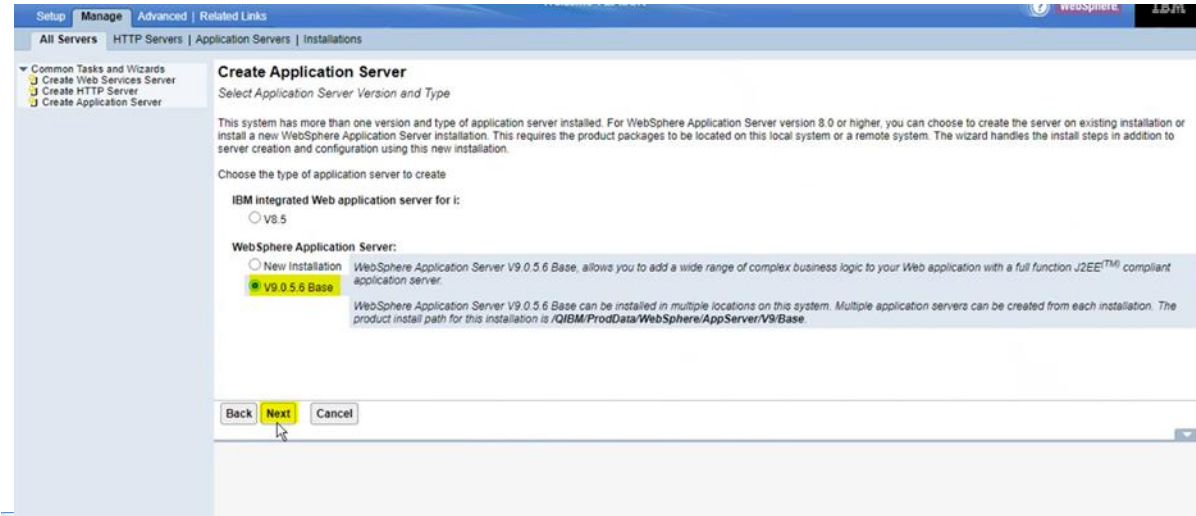 Setup Manage Advanced | Related Links
WebSphere.
IBM
All Servers HTTP Servers | Application Servers | Installations
Common Tasks and Wizards
Create Web Services Server
Create HTTP Server
Create Application Server
Create Application Server
Select Application Server Version and Type
This system has more than one version and type of application server installed. For WebSphere Application Server version 8.0 or higher, you can choose to create the server on existing installation or
install a new WebSphere Application Server installation. This requires the product packages to be located on this local system or a remote system. The wizard handles the install steps in addition to
server creation and configuration using this new installation.
Choose the type of application server to create
IBM integrated Web application server for i:
V8.5
WebSphere Application Server:
New Installation
V9.0.5.6 Base
WebSphere Application Server V9.0.5.6 Base, allows you to add a wide range of complex business logic to your Web application with a full function J2EE(TM) compliant
application server.
WebSphere Application Server V9.0.5.6 Base can be installed in multiple locations on this system. Multiple application servers can be created from each installation. The
product install path for this installation is /QIBM/ProdData/WebSphere/AppServer/V9/Base.
Back Next Cancel